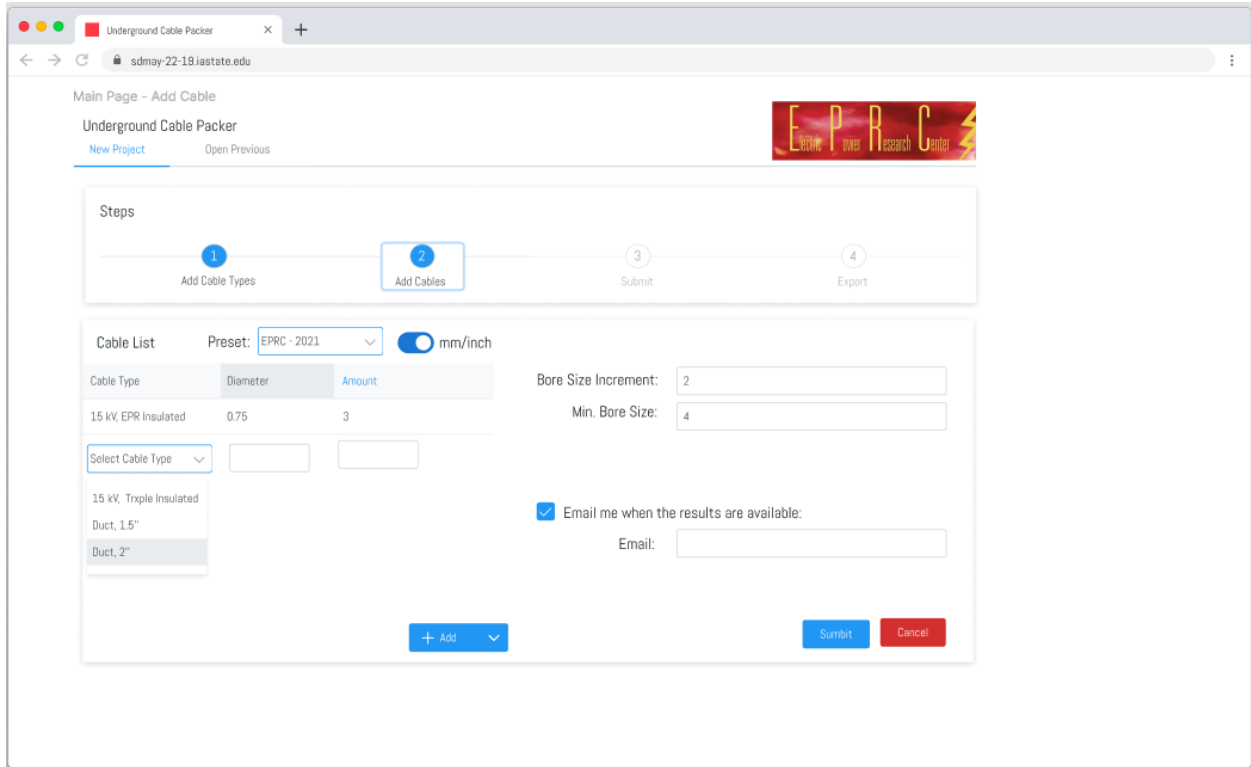 Underground Cable Packer
sdmay-22-19.iastate.edu
Main Page - Add Cable
Underground Cable Packer
New Project Open Previous
Electric Power Research Center
Steps
1 2 3 4
Add Cable Types Add Cables Submit Export
Cable List Preset: EPRC - 2021 mm/inch
Cable Type Diameter Amount
15 kV, EPR Insulated 0.75 3
Select Cable Type
15 kV, Trxple Insulated
Duct, 1.5"
Duct, 2"
+ Add
Bore Size Increment: 2
Min. Bore Size: 4
Email me when the results are available:
Email:
Sumbit Cancel